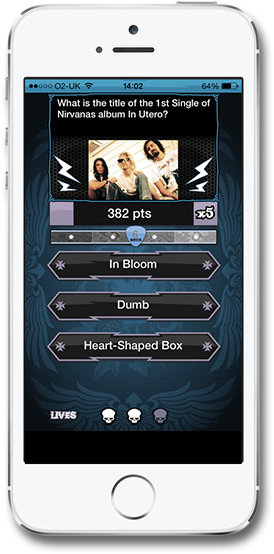 O2-UK 14:02 64%
What is the title of the 1st Single of
Nirvanas album In Utero?
382 pts x5
In Bloom
Dumb
Heart-Shaped Box
LIVES